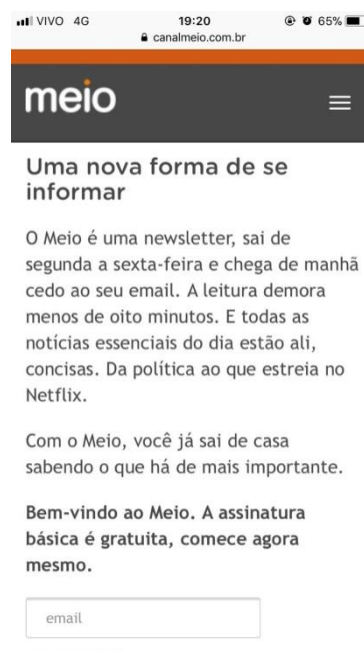 VIVO 4G 19:20 65%
canalmeio.com.br
meio
Uma nova forma de se
informar
O Meio é uma newsletter, sai de
segunda a sexta-feira e chega de manhã
cedo ao seu email. A leitura demora
menos de oito minutos. E todas as
notícias essenciais do dia estão ali,
concisas. Da política ao que estreia no
Netflix.
Com o Meio, você já sai de casa
sabendo o que há de mais importante.
Bem-vindo ao Meio. A assinatura
básica é gratuita, comece agora
mesmo.
email